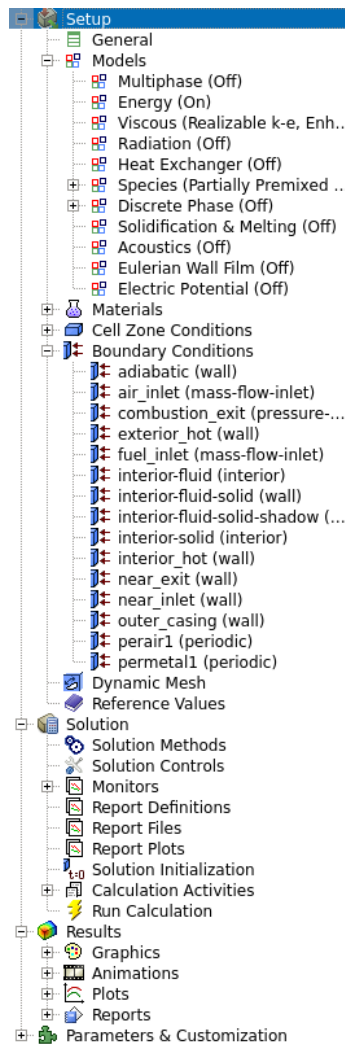 Setup
General
Models
Multiphase (Off)
Energy (On)
Viscous (Realizable k-e, Enh...
Radiation (Off)
Heat Exchanger (Off)
Species (Partially Premixed ...
Discrete Phase (Off)
Solidification & Melting (Off)
Acoustics (Off)
Eulerian Wall Film (Off)
Electric Potential (Off)
Materials
Cell Zone Conditions
Boundary Conditions
adiabatic (wall)
air_inlet (mass-flow-inlet)
combustion_exit (pressure-...
exterior_hot (wall)
fuel_inlet (mass-flow-inlet)
interior-fluid (interior)
interior-fluid-solid (wall)
interior-fluid-solid-shadow (...
interior-solid (interior)
interior_hot (wall)
near_exit (wall)
near_inlet (wall)
outer_casing (wall)
perair1 (periodic)
permetal1 (periodic)
Dynamic Mesh
Reference Values
Solution
Solution Methods
Solution Controls
Monitors
Report Definitions
Report Files
Report Plots
t=0 Solution Initialization
Calculation Activities
Run Calculation
Results
Graphics
Animations
Plots
Reports
Parameters & Customization